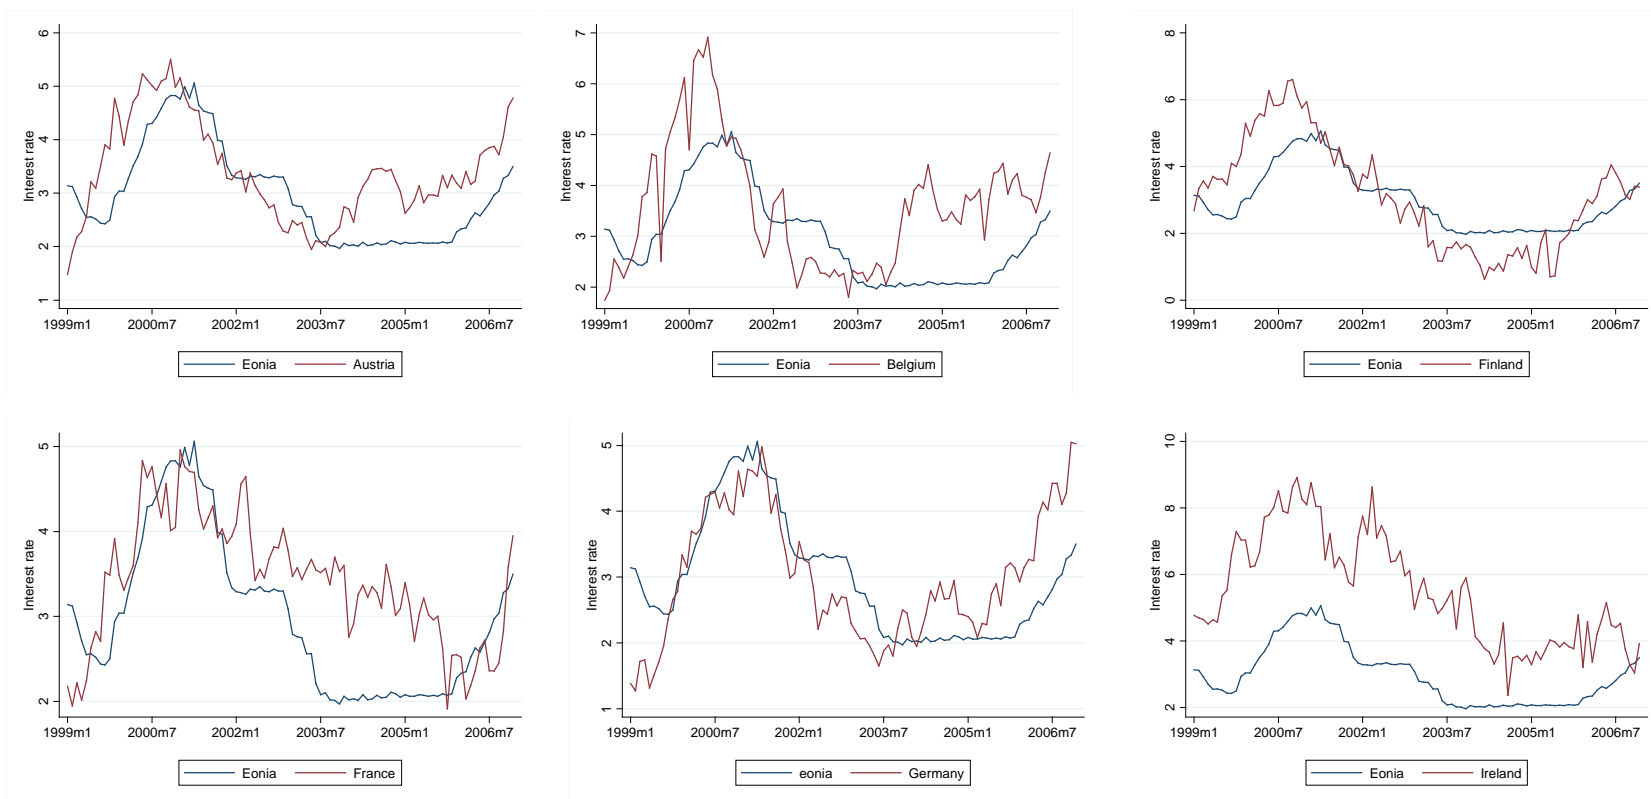 Interest rate
6
5
4
3
2
1
1999m1 2000m7 2002m1 2003m7 2005m1 2006m7
Eonia Austria
Interest rate
7
6
5
4
3
2
1999m1 2000m7 2002m1 2003m7 2005m1 2006m7
Eonia Belgium
Interest rate
8
6
4
2
0
1999m1 2000m7 2002m1 2003m7 2005m1 2006m7
Eonia Finland
Interest rate
5
4
3
2
1999m1 2000m7 2002m1 2003m7 2005m1 2006m7
Eonia France
Interest rate
5
4
3
2
1
1999m1 2000m7 2002m1 2003m7 2005m1 2006m7
eonia Germany
Interest rate
10
8
6
4
2
1999m1 2000m7 2002m1 2003m7 2005m1 2006m7
Eonia Ireland